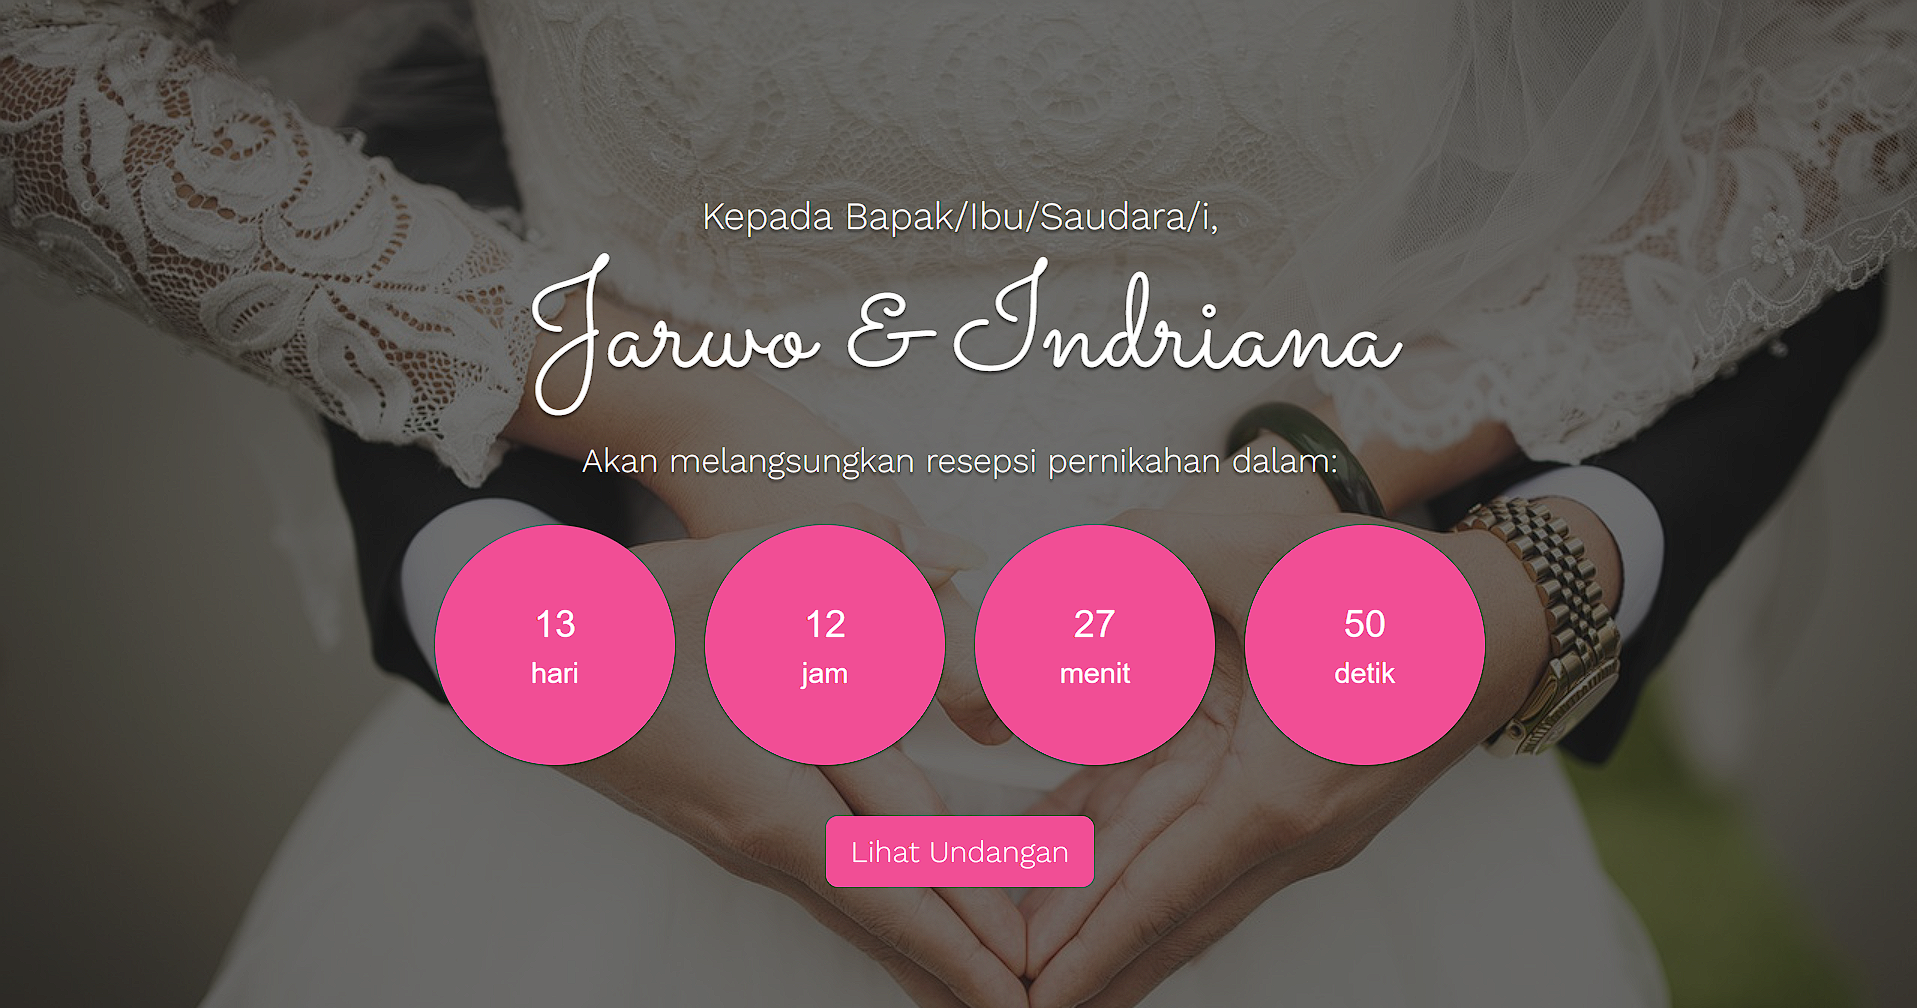 Kepada Bapak/Ibu/Saudara/i,
Jarwo & Indriana
Akan melangsungkan resepsi pernikahan dalam:
13 12 27 50
hari jam menit detik
Lihat Undangan